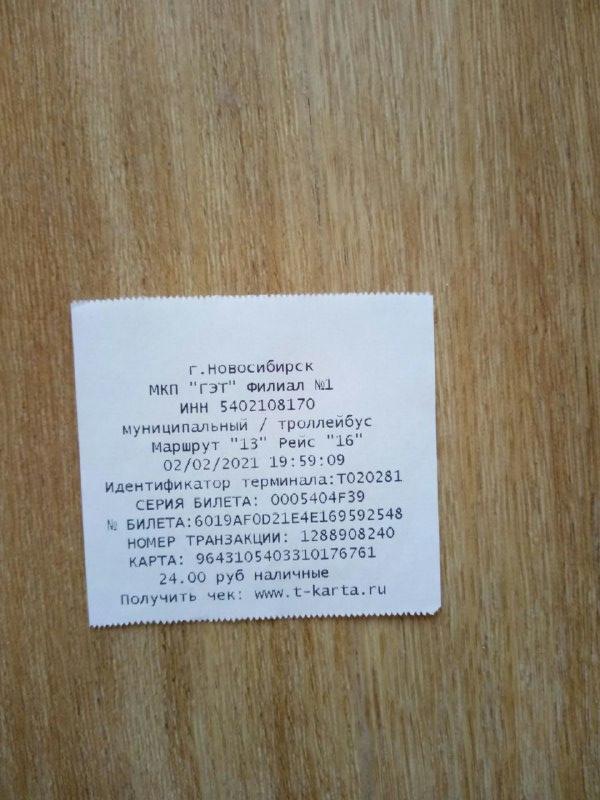 г.Новосибирск
МКП "ГЭТ" Филиал №1
ИНН 5402108170
муниципальный / троллейбус
Маршрут "13" Рейс "16"
02/02/2021 19:59:09
Идентификатор терминала:T020281
СЕРИЯ БИЛЕТА: 0005404F39
№ БИЛЕТА:6019AF0D21E4E169592548
НОМЕР ТРАНЗАКЦИИ: 1288908240
КАРТА: 9643105403310176761
24.00 руб наличные
Получить чек: www.t-karta.ru